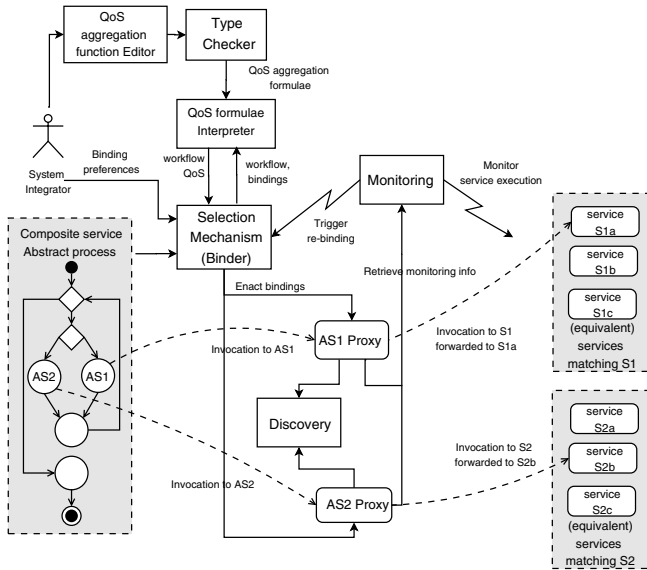 QoS
aggregation
function Editor
Type
Checker
QoS aggregation
formulae
QoS formulae
Interpreter
System
Integrator
Binding
preferences
workflow
QoS
workflow,
bindings
Monitoring
Monitor
service execution
Selection
Mechanism
(Binder)
Trigger
re-binding
Composite service
Abstract process
Retrieve monitoring info
Enact bindings
service
S1a
service
S1b
service
S1c
(equivalent)
services
matching S1
AS1 Proxy
Invocation to AS1
Invocation to S1
forwarded to S1a
AS2
AS1
Discovery
Invocation to AS2
AS2 Proxy
Invocation to S2
forwarded to S2b
service
S2a
service
S2b
service
S2c
(equivalent)
services
matching S2